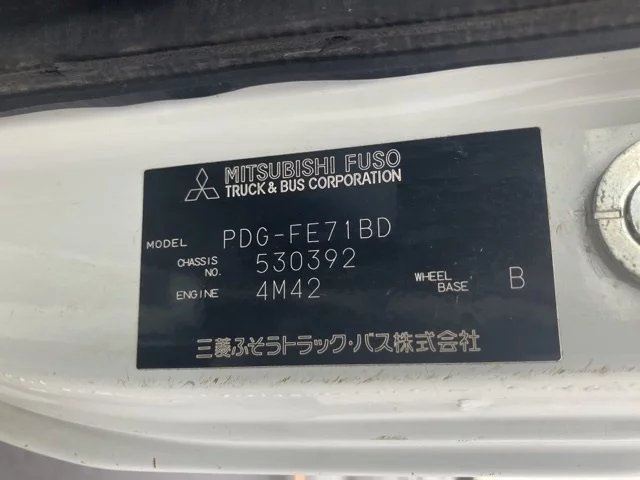 MITSUBISHI FUSO
TRUCK & BUS CORPORATION
MODEL PDG-FE71BD
CHASSIS NO. 530392
ENGINE 4M42 WHEEL BASE B
三菱ふそうトラック・バス株式会社